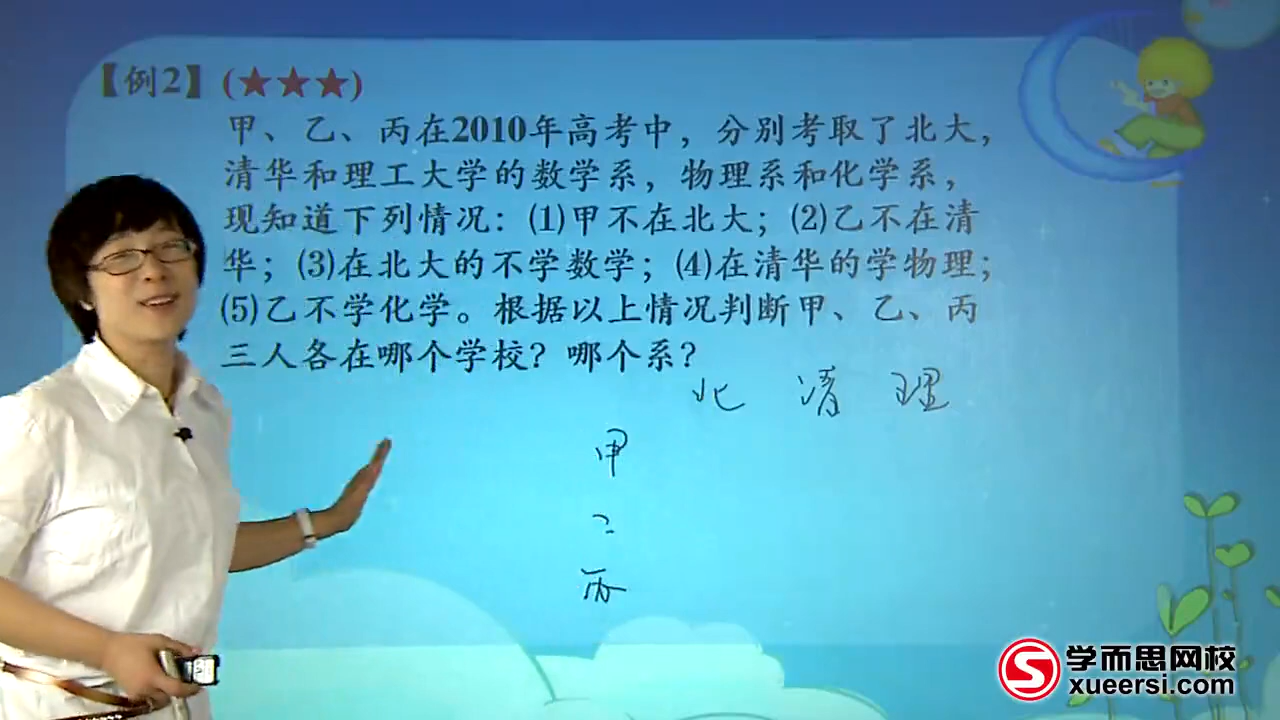 【例2】(★★★)
甲、乙、丙在2010年高考中，分别考取了北大，
清华和理工大学的数学系，物理系和化学系，
现知道下列情况：(1)甲不在北大；(2)乙不在清
华；(3)在北大的不学数学；(4)在清华的学物理；
(5)乙不学化学。根据以上情况判断甲、乙、丙
三人各在哪个学校？哪个系？
北 清 理
甲
丙
学而思网校
xueersi.com